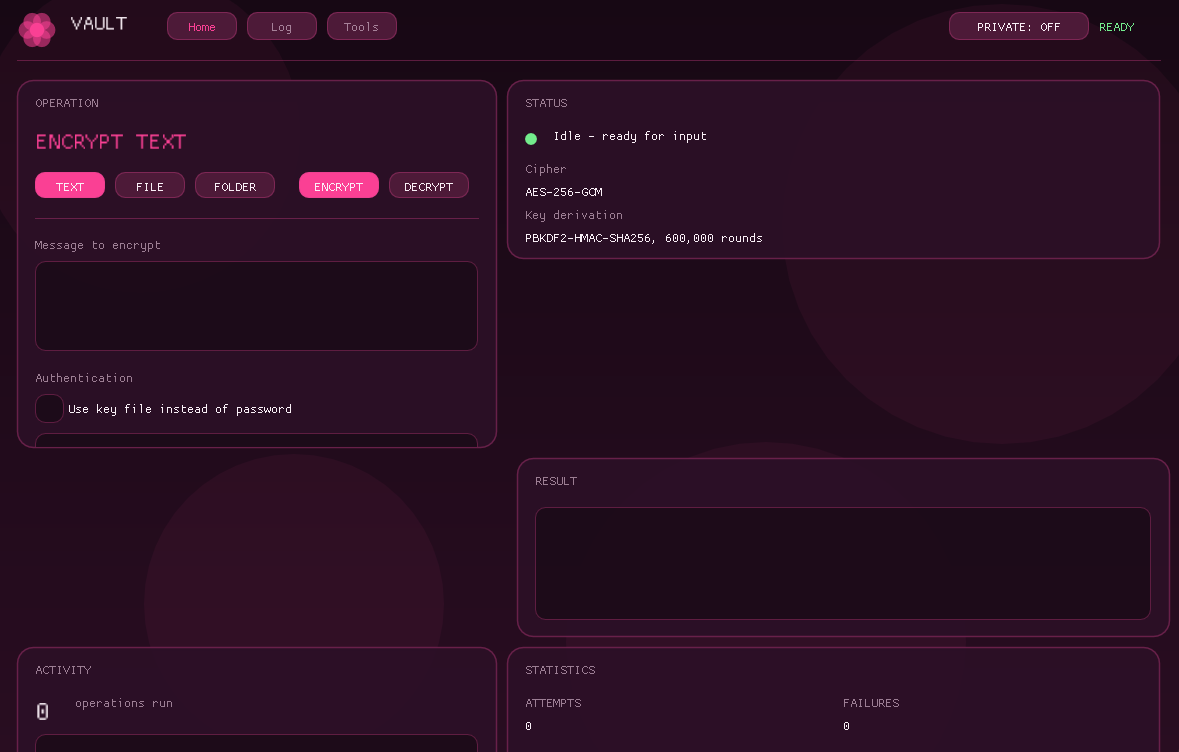 VAULT
Home
Log
Tools
PRIVATE: OFF
READY
OPERATION
ENCRYPT TEXT
TEXT
FILE
FOLDER
ENCRYPT
DECRYPT
Message to encrypt
Authentication
Use key file instead of password
STATUS
Idle - ready for input
Cipher
AES-256-GCM
Key derivation
PBKDF2-HMAC-SHA256, 600,000 rounds
RESULT
ACTIVITY
0
operations run
STATISTICS
ATTEMPTS
FAILURES
0
0